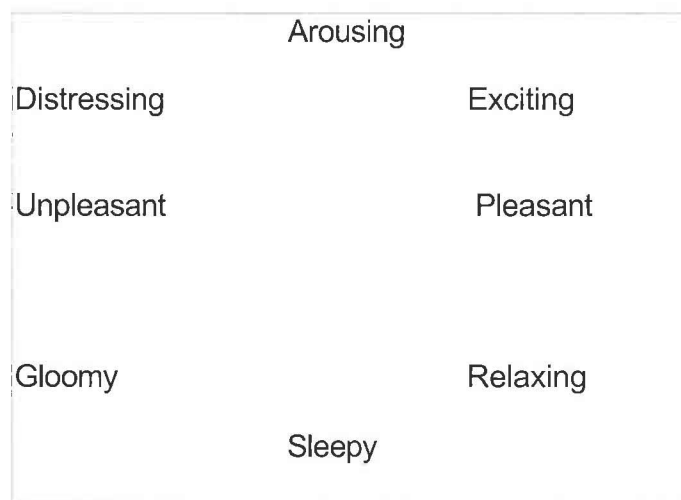 Arousing
Distressing Exciting
Unpleasant Pleasant
Gloomy Relaxing
Sleepy